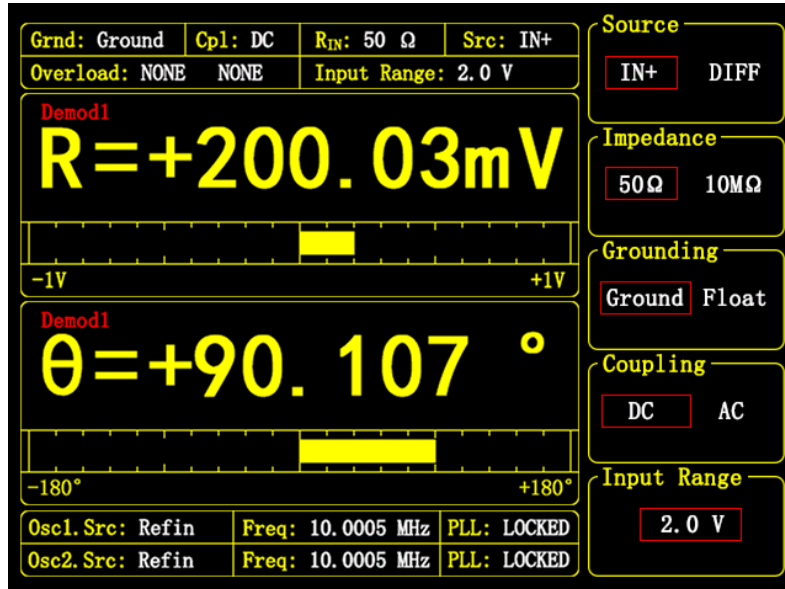 Grnd: Ground Cpl: DC R_IN: 50 Ω Src: IN+
Overload: NONE NONE Input Range: 2.0 V
Demod1
R=+200.03mV
-1V +1V
Demod1
θ=+90.107 °
-180° +180°
Osc1.Src: Refin Freq: 10.0005 MHz PLL: LOCKED
Osc2.Src: Refin Freq: 10.0005 MHz PLL: LOCKED
Source
IN+ DIFF
Impedance
50Ω 10MΩ
Grounding
Ground Float
Coupling
DC AC
Input Range
2.0 V